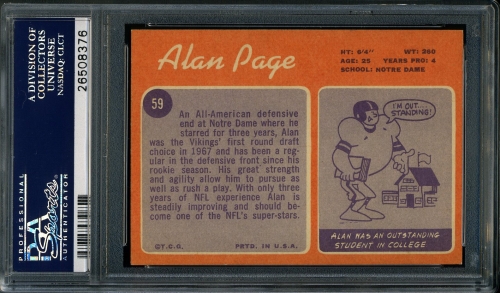 A DIVISION OF
COLLECTORS
UNIVERSE
NASDAQ: CLCT
26508376
PROFESSIONAL
PSA
Sports
AUTHENTICATOR
Alan Page
HT: 6'4" WT: 260
AGE: 25 YEARS PRO: 4
SCHOOL: NOTRE DAME
59
An All-American defensive
end at Notre Dame where he
starred for three years, Alan
was the Vikings' first round draft
choice in 1967 and has been a reg-
ular in the defensive front since his
rookie season. His great strength
and agility allow him to pursue as
well as rush a play. With only three
years of NFL experience Alan is
steadily improving and should be-
come one of the NFL's super-stars.
©T.C.G. PRTD. IN U.S.A.
I'M OUT...
STANDING!
ALAN WAS AN OUTSTANDING
STUDENT IN COLLEGE